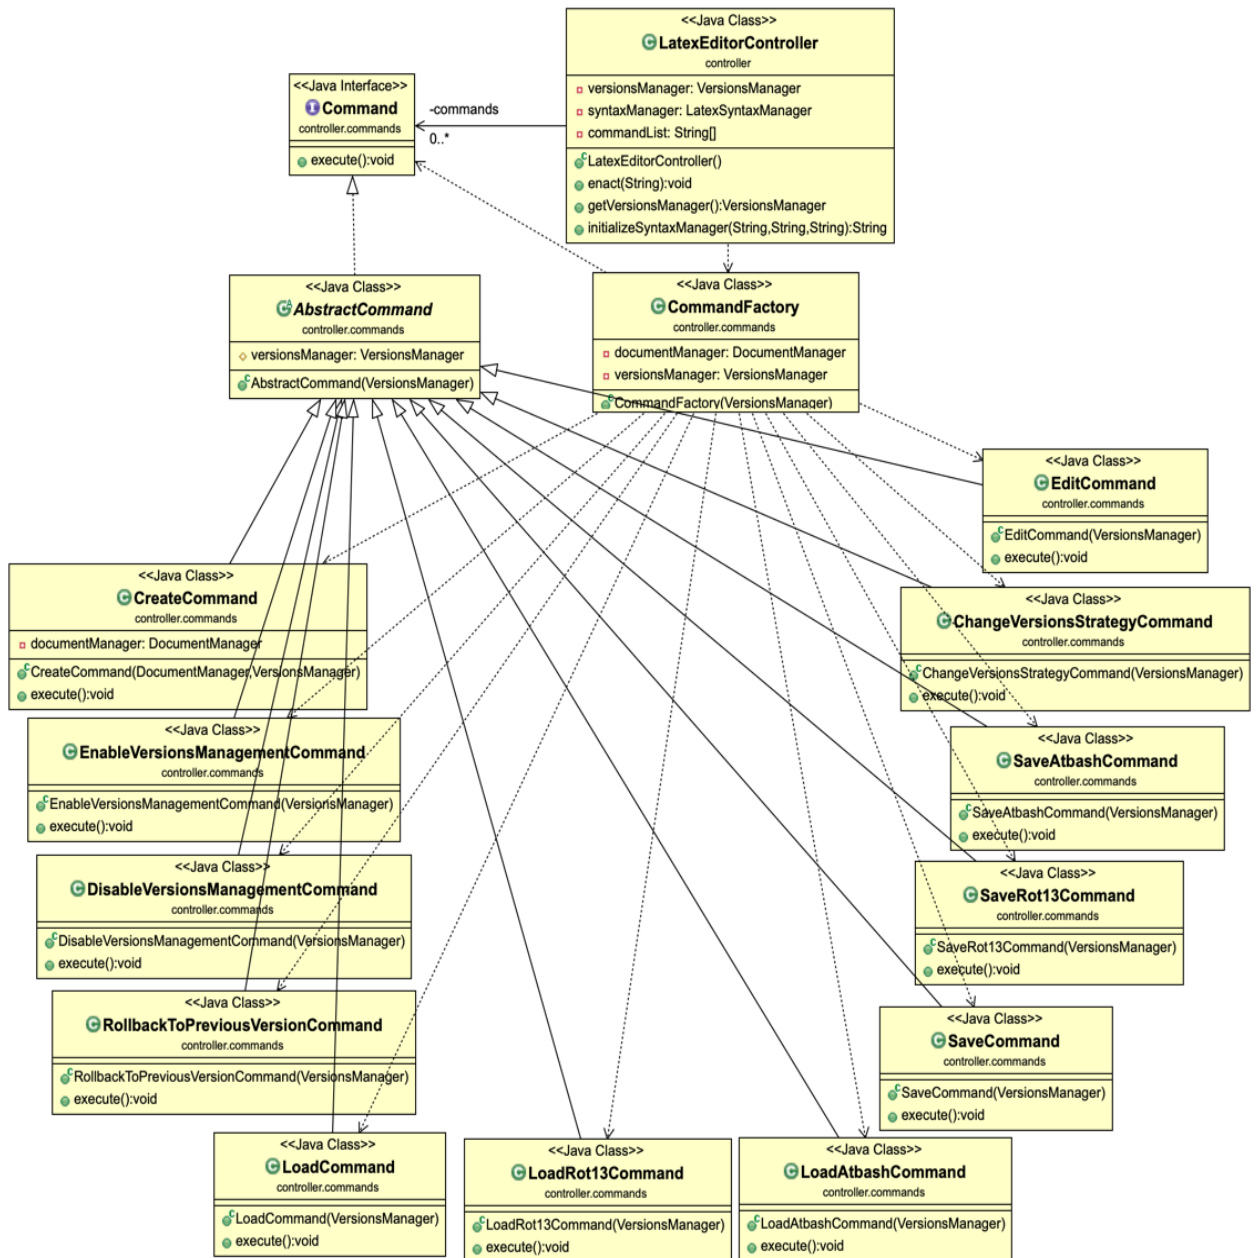 <<Java Class>>
LatexEditorController
controller
versionsManager: VersionsManager
syntaxManager: LatexSyntaxManager
commandList: String[]
LatexEditorController()
enact(String):void
getVersionsManager():VersionsManager
initializeSyntaxManager(String,String,String):String
<<Java Interface>>
Command
controller.commands
execute():void
-commands
0..*
<<Java Class>>
AbstractCommand
controller.commands
versionsManager: VersionsManager
AbstractCommand(VersionsManager)
<<Java Class>>
CommandFactory
controller.commands
documentManager: DocumentManager
versionsManager: VersionsManager
CommandFactory(VersionsManager)
<<Java Class>>
EditCommand
controller.commands
EditCommand(VersionsManager)
execute():void
<<Java Class>>
CreateCommand
controller.commands
documentManager: DocumentManager
CreateCommand(DocumentManager,VersionsManager)
execute():void
<<Java Class>>
ChangeVersionsStrategyCommand
controller.commands
ChangeVersionsStrategyCommand(VersionsManager)
execute():void
<<Java Class>>
EnableVersionsManagementCommand
controller.commands
EnableVersionsManagementCommand(VersionsManager)
execute():void
<<Java Class>>
SaveAtbashCommand
controller.commands
SaveAtbashCommand(VersionsManager)
execute():void
<<Java Class>>
DisableVersionsManagementCommand
controller.commands
DisableVersionsManagementCommand(VersionsManager)
execute():void
<<Java Class>>
SaveRot13Command
controller.commands
SaveRot13Command(VersionsManager)
execute():void
<<Java Class>>
RollbackToPreviousVersionCommand
controller.commands
RollbackToPreviousVersionCommand(VersionsManager)
execute():void
<<Java Class>>
SaveCommand
controller.commands
SaveCommand(VersionsManager)
execute():void
<<Java Class>>
LoadCommand
controller.commands
LoadCommand(VersionsManager)
execute():void
<<Java Class>>
LoadRot13Command
controller.commands
LoadRot13Command(VersionsManager)
execute():void
<<Java Class>>
LoadAtbashCommand
controller.commands
LoadAtbashCommand(VersionsManager)
execute():void